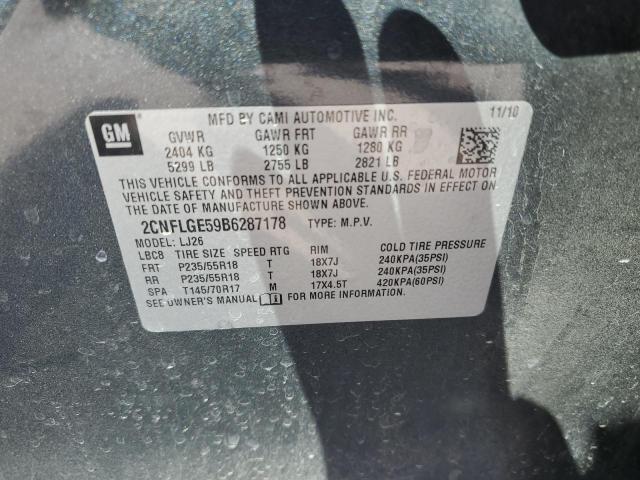 GM
MFD BY CAMI AUTOMOTIVE INC. 11/10
GVWR GAWR FRT GAWR RR
2404 KG 1250 KG 1280 KG
5299 LB 2755 LB 2821 LB
THIS VEHICLE CONFORMS TO ALL APPLICABLE U.S. FEDERAL MOTOR
VEHICLE SAFETY AND THEFT PREVENTION STANDARDS IN EFFECT ON
THE DATE OF MANUFACTURE SHOWN ABOVE.
2CNFLGE59B6287178 TYPE: M.P.V.
MODEL: LJ26
LBC8 TIRE SIZE SPEED RTG RIM COLD TIRE PRESSURE
FRT P235/55R18 T 18X7J 240KPA(35PSI)
RR P235/55R18 T 18X7J 240KPA(35PSI)
SPA T145/70R17 M 17X4.5T 420KPA(60PSI)
SEE OWNER'S MANUAL FOR MORE INFORMATION.